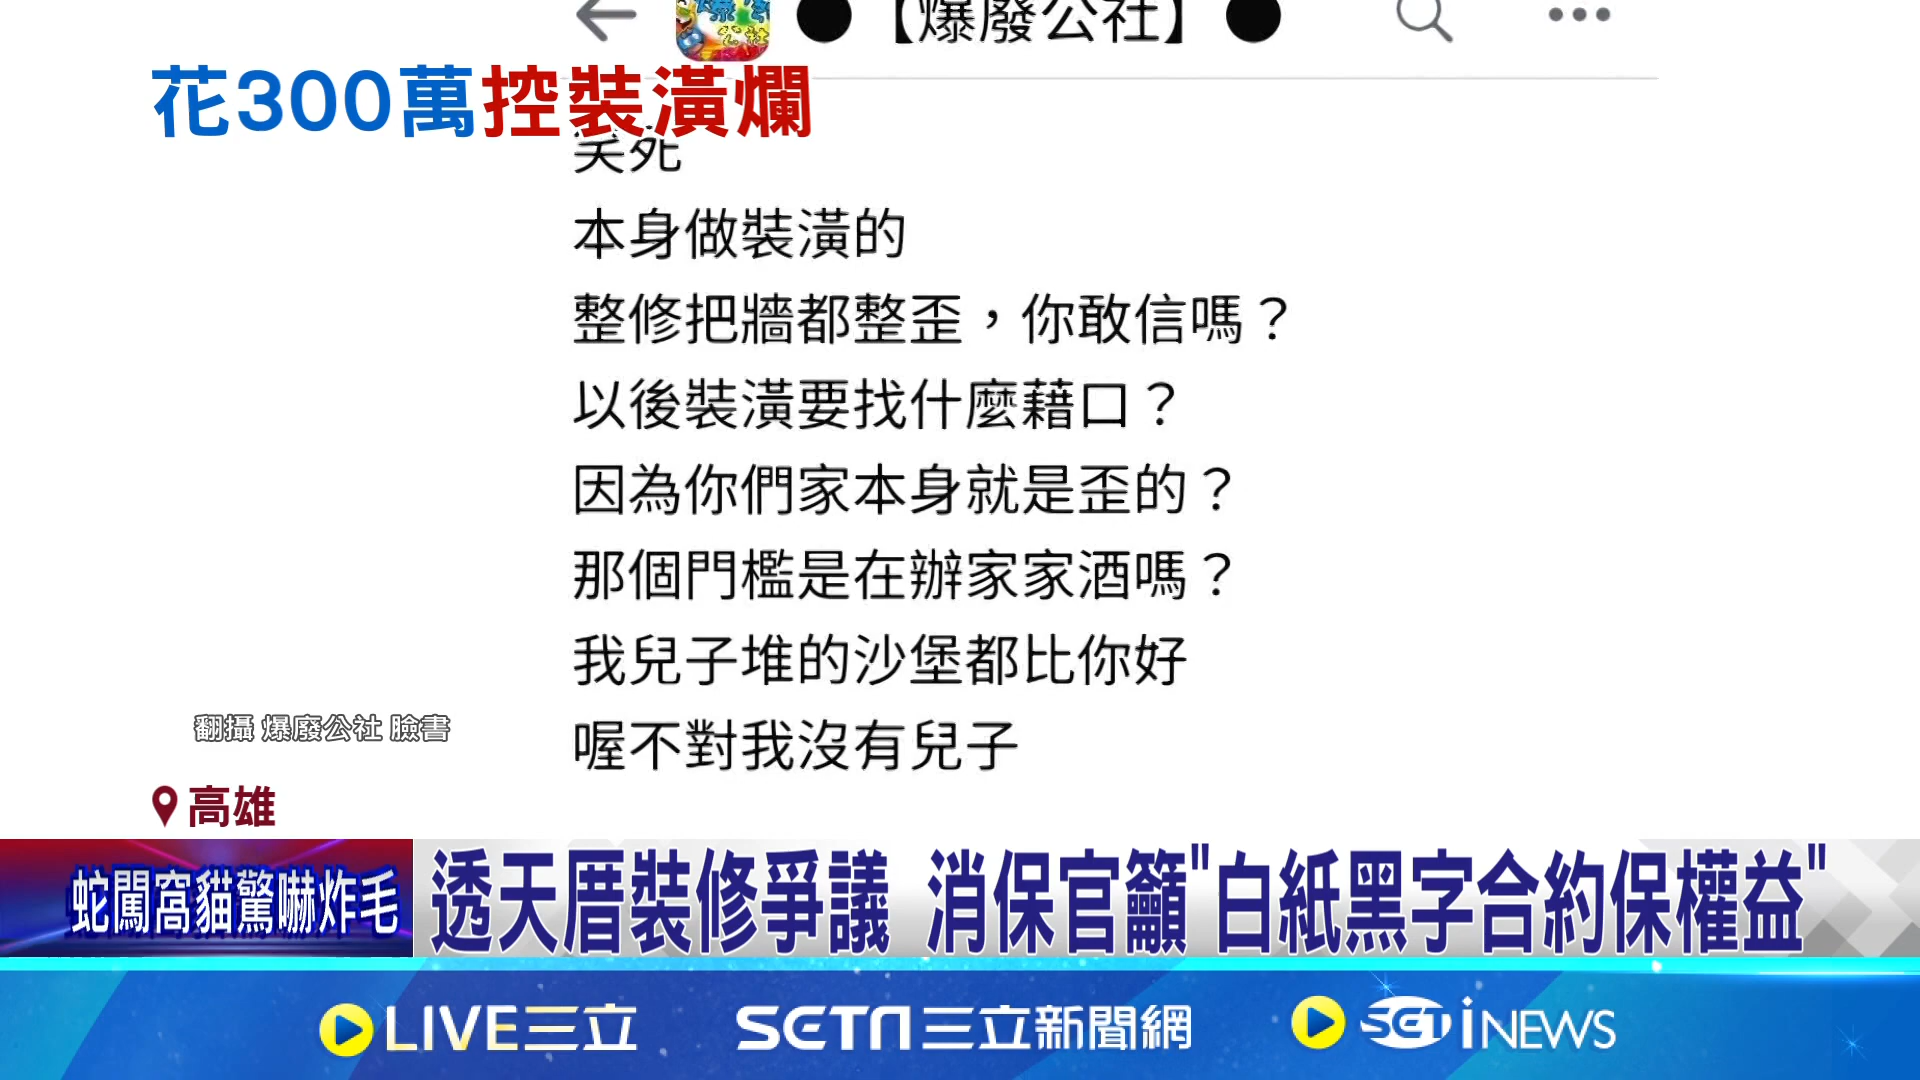 ●【爆廢公社】●
花300萬控裝潢爛
笑死
本身做裝潢的
整修把牆都整歪，你敢信嗎？
以後裝潢要找什麼藉口？
因為你們家本身就是歪的？
那個門檻是在辦家家酒嗎？
我兒子堆的沙堡都比你好
喔不對我沒有兒子
翻攝 爆廢公社 臉書
高雄
蛇闖窩貓驚嚇炸毛
透天厝裝修爭議 消保官籲"白紙黑字合約保權益"
LIVE三立
SETN三立新聞網
SET iNEWS